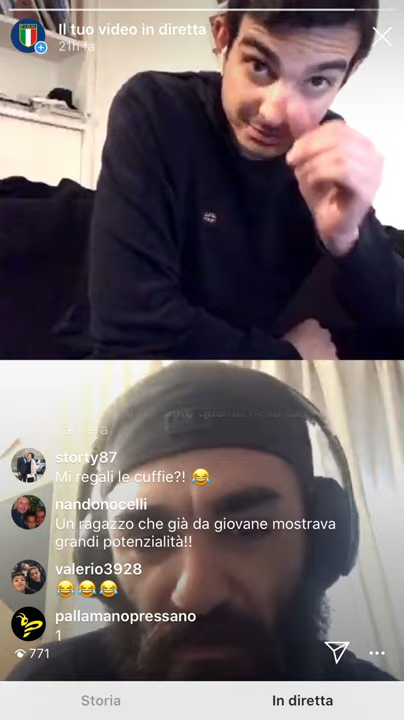 Il tuo video in diretta
21h fa
storty87
Mi regali le cuffie?! 😂
nandonocelli
Un ragazzo che già da giovane mostrava
grandi potenzialità!!
valerio3928
😂😂😂
pallamanopressano
1
771
Storia
In diretta